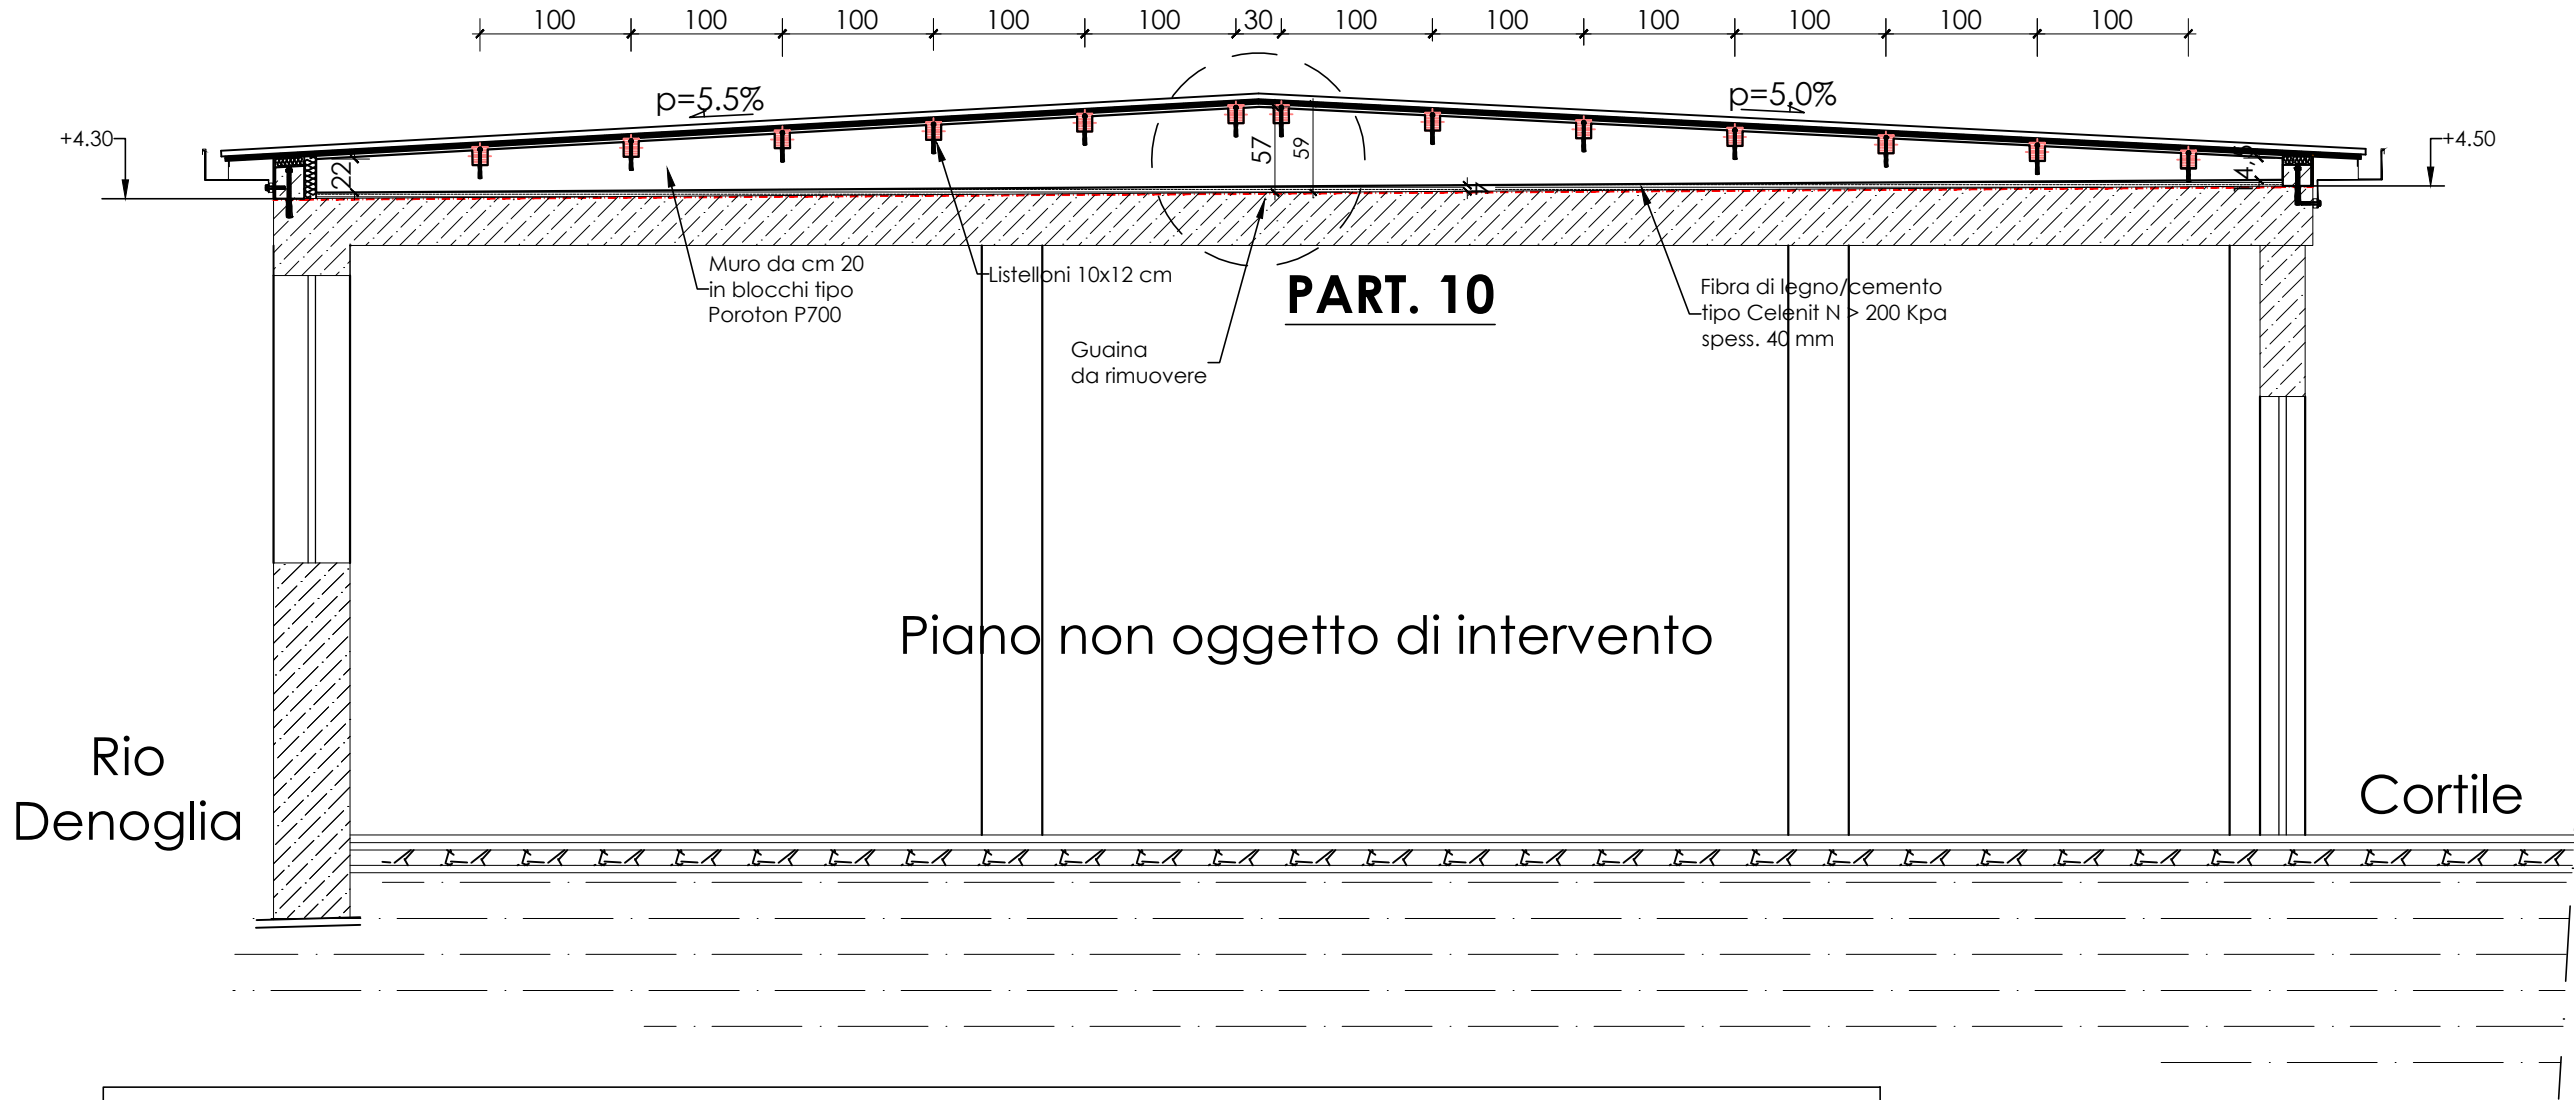 100 100 100 100 100 30 100 100 100 100 100 100
p=5.5%
p=5.0%
+4.30
+4.50
22
57
59
4
Muro da cm 20
in blocchi tipo
Poroton P700
Listelloni 10x12 cm
PART. 10
Guaina
da rimuovere
Fibra di legno/cemento
tipo Celenit N > 200 Kpa
spess. 40 mm
Piano non oggetto di intervento
Rio
Denoglia
Cortile